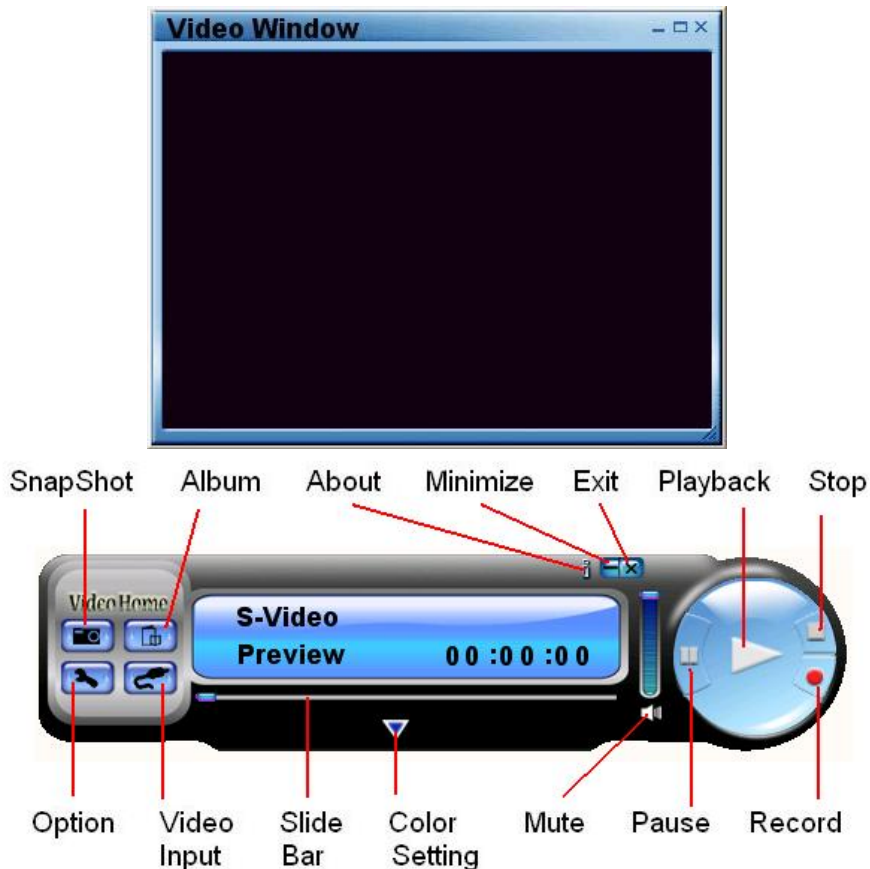 Video Window
SnapShot Album About Minimize Exit Playback Stop
VideoHome
S-Video
Preview 00:00:00
Option Video Input Slide Bar Color Setting Mute Pause Record